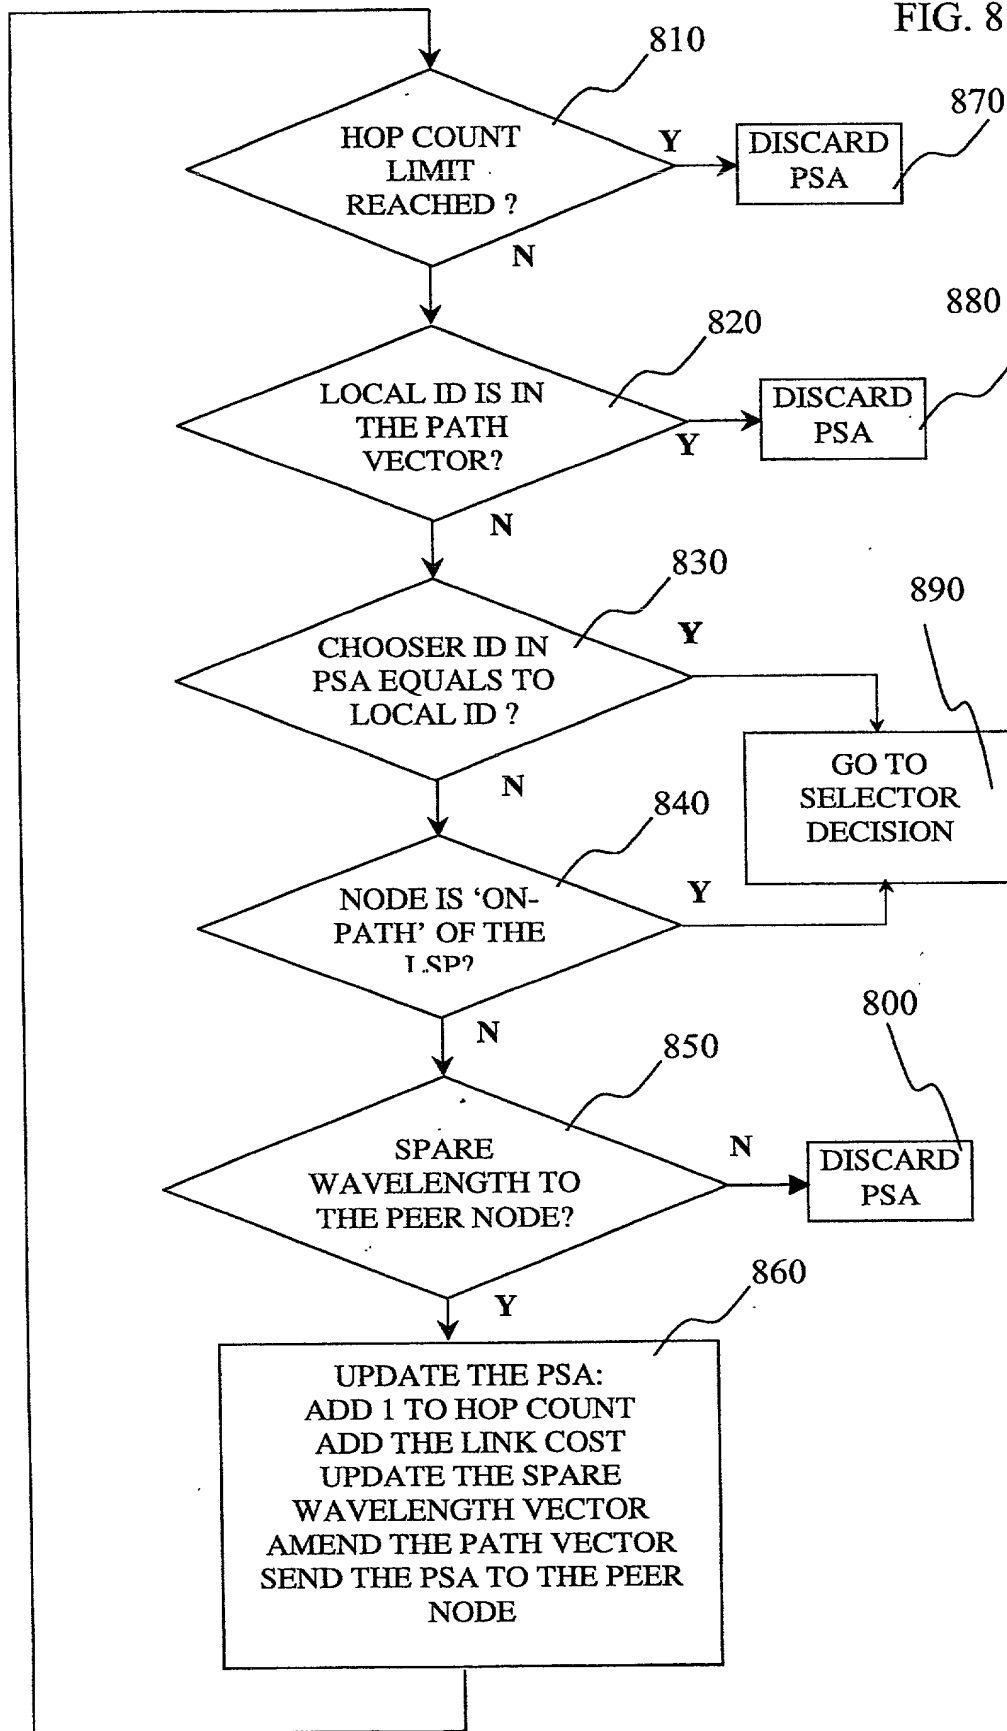 FIG. 8
810
HOP COUNT
LIMIT
REACHED ?
Y
N
870
DISCARD
PSA
820
LOCAL ID IS IN
THE PATH
VECTOR?
Y
N
880
DISCARD
PSA
830
CHOOSER ID IN
PSA EQUALS TO
LOCAL ID ?
Y
N
890
GO TO
SELECTOR
DECISION
840
NODE IS ‘ON-
PATH’ OF THE
LSP?
Y
N
850
SPARE
WAVELENGTH TO
THE PEER NODE?
N
Y
800
DISCARD
PSA
860
UPDATE THE PSA:
ADD 1 TO HOP COUNT
ADD THE LINK COST
UPDATE THE SPARE
WAVELENGTH VECTOR
AMEND THE PATH VECTOR
SEND THE PSA TO THE PEER
NODE